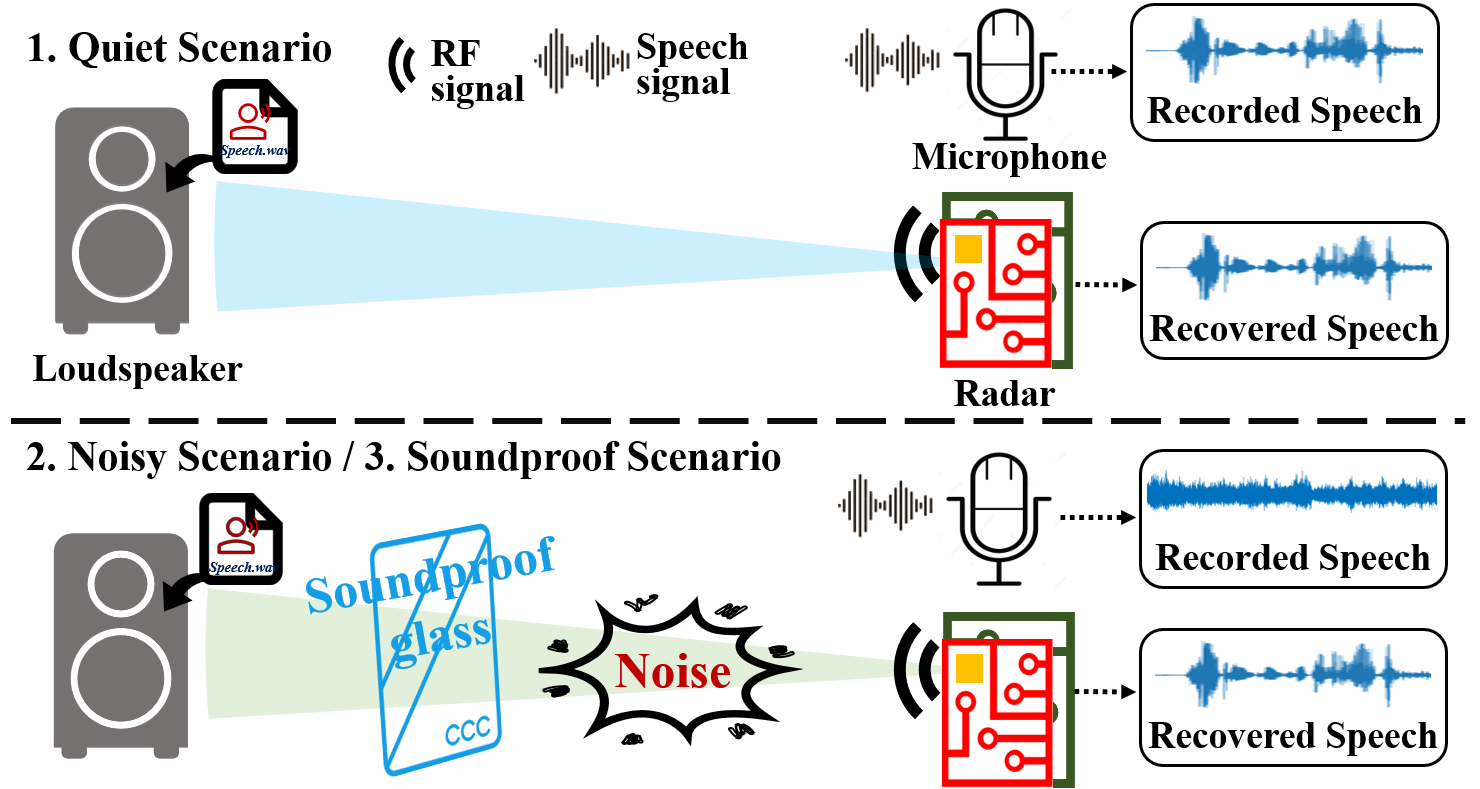 1. Quiet Scenario
RF
signal
Speech
signal
Speech.wav
Loudspeaker
Microphone
Recorded Speech
Radar
Recovered Speech
2. Noisy Scenario / 3. Soundproof Scenario
Speech.wav
Soundproof
glass
CCC
Noise
Recorded Speech
Recovered Speech